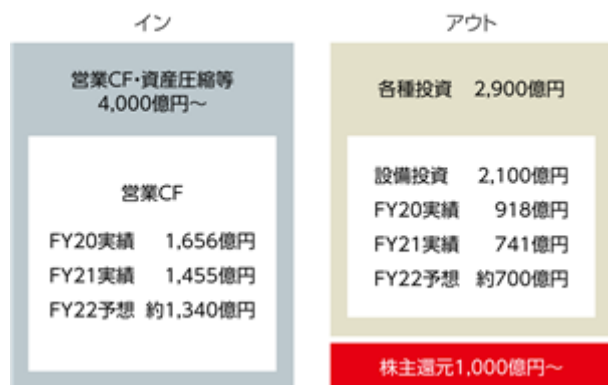 イン
営業CF・資産圧縮等
4,000億円～
営業CF
FY20実績 1,656億円
FY21実績 1,455億円
FY22予想 約1,340億円
アウト
各種投資 2,900億円
設備投資 2,100億円
FY20実績 918億円
FY21実績 741億円
FY22予想 約700億円
株主還元1,000億円～